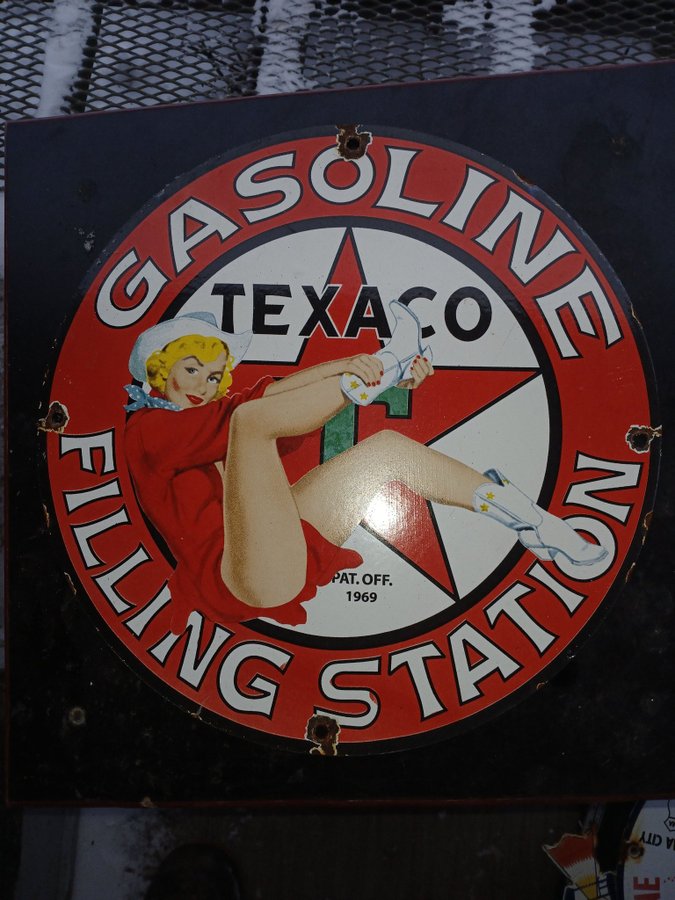 GASOLINE
TEXACO
PAT. OFF.
1969
FILLING STATION